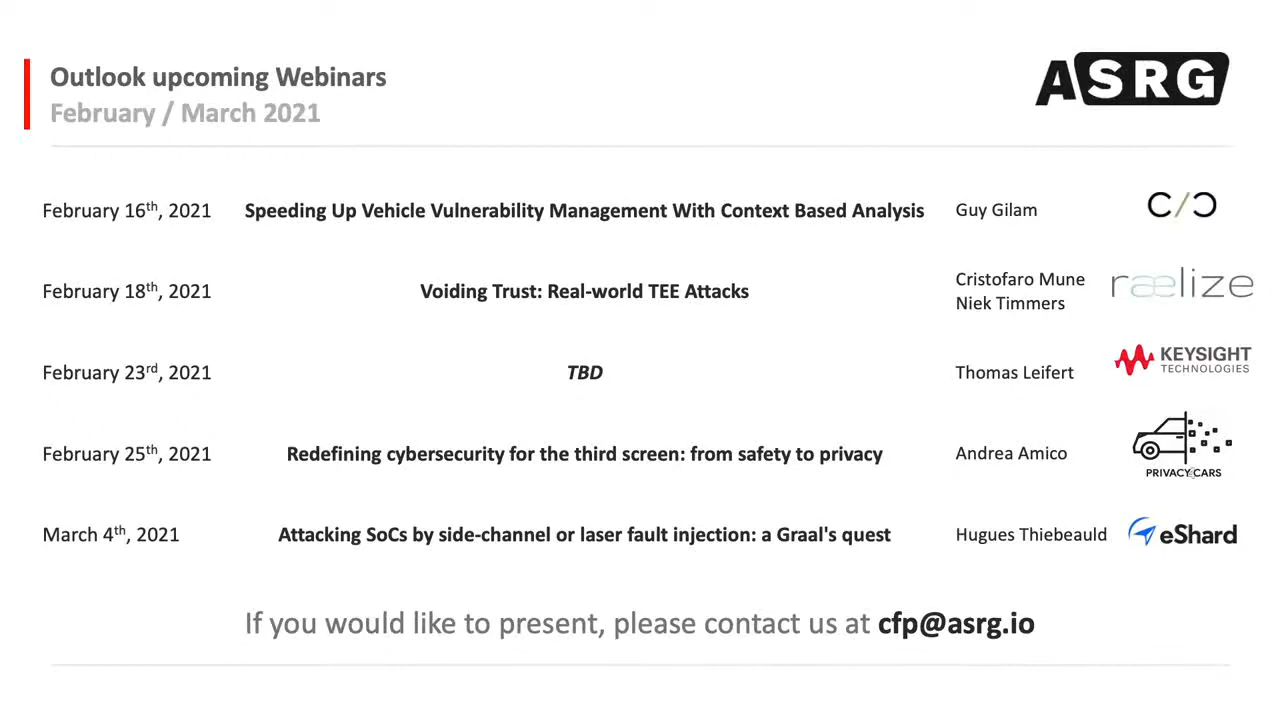 Outlook upcoming Webinars
February / March 2021
ASRG
February 16th, 2021 Speeding Up Vehicle Vulnerability Management With Context Based Analysis Guy Gilam C/C
February 18th, 2021 Voiding Trust: Real-world TEE Attacks Cristofaro Mune
Niek Timmers
raelize
February 23rd, 2021 TBD Thomas Leifert KEYSIGHT
TECHNOLOGIES
February 25th, 2021 Redefining cybersecurity for the third screen: from safety to privacy Andrea Amico
PRIVACY4CARS
March 4th, 2021 Attacking SoCs by side-channel or laser fault injection: a Graal's quest Hugues Thiebeauld eShard
If you would like to present, please contact us at cfp@asrg.io